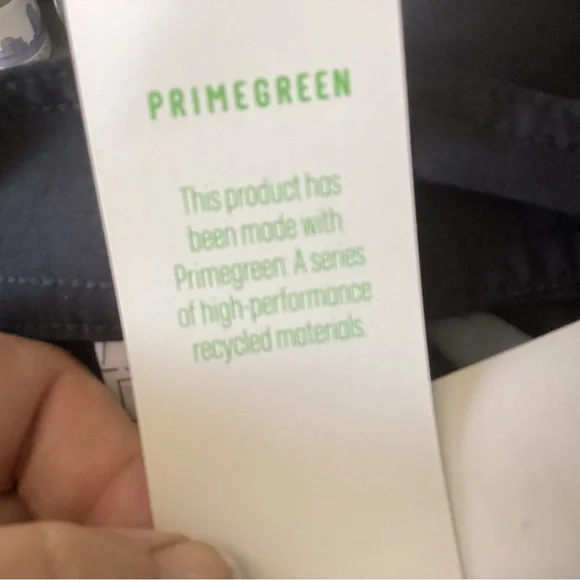 PRIMEGREEN
This product has
been made with
Primegreen. A series
of high-performance
recycled materials.